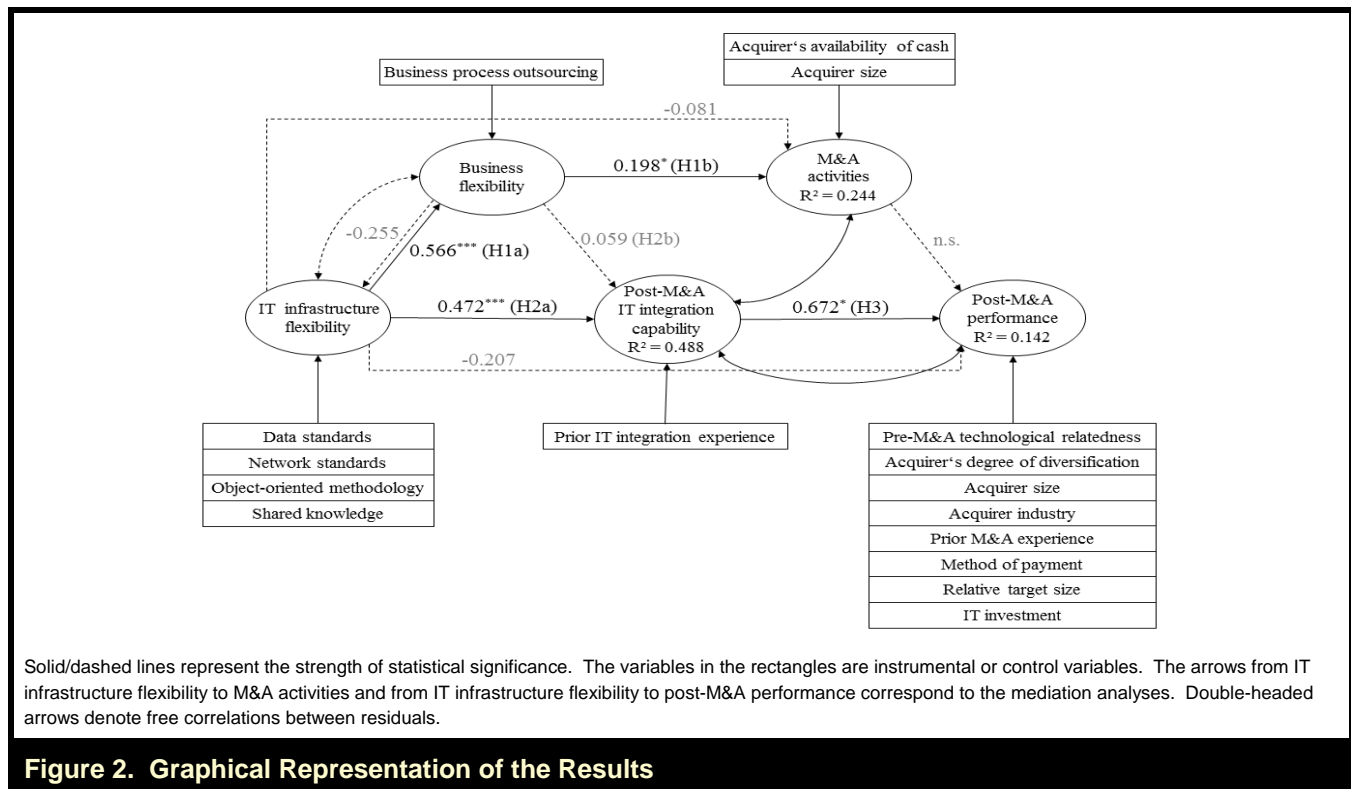 Acquirer‘s availability of cash
Acquirer size
Business process outsourcing
-0.081
Business
flexibility
0.198* (H1b)
M&A
activities
R² = 0.244
-0.255
0.566*** (H1a)
0.059 (H2b)
n.s.
IT infrastructure
flexibility
0.472*** (H2a)
Post-M&A
IT integration
capability
R² = 0.488
0.672* (H3)
Post-M&A
performance
R² = 0.142
-0.207
Data standards
Network standards
Object-oriented methodology
Shared knowledge
Prior IT integration experience
Pre-M&A technological relatedness
Acquirer‘s degree of diversification
Acquirer size
Acquirer industry
Prior M&A experience
Method of payment
Relative target size
IT investment
Solid/dashed lines represent the strength of statistical significance. The variables in the rectangles are instrumental or control variables. The arrows from IT
infrastructure flexibility to M&A activities and from IT infrastructure flexibility to post-M&A performance correspond to the mediation analyses. Double-headed
arrows denote free correlations between residuals.
Figure 2. Graphical Representation of the Results